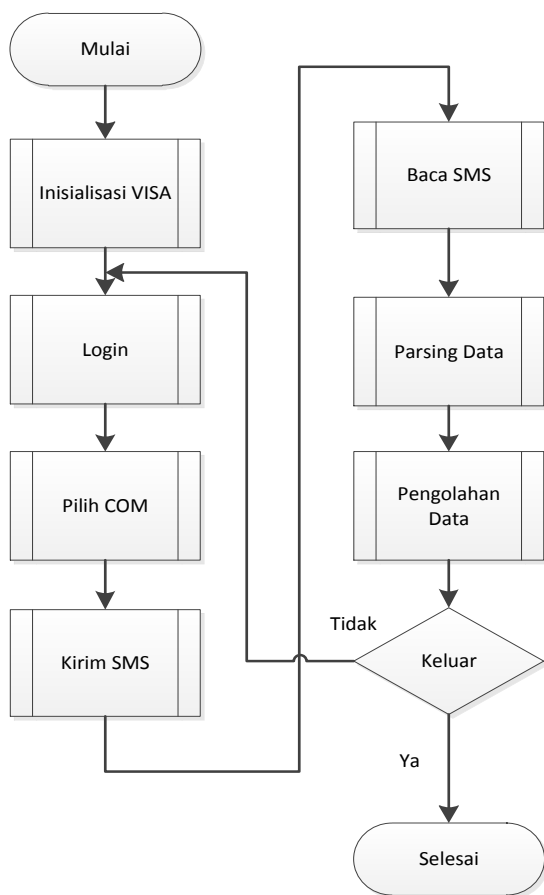 Mulai
Inisialisasi VISA
Login
Pilih COM
Kirim SMS
Baca SMS
Parsing Data
Pengolahan
Data
Tidak
Keluar
Ya
Selesai